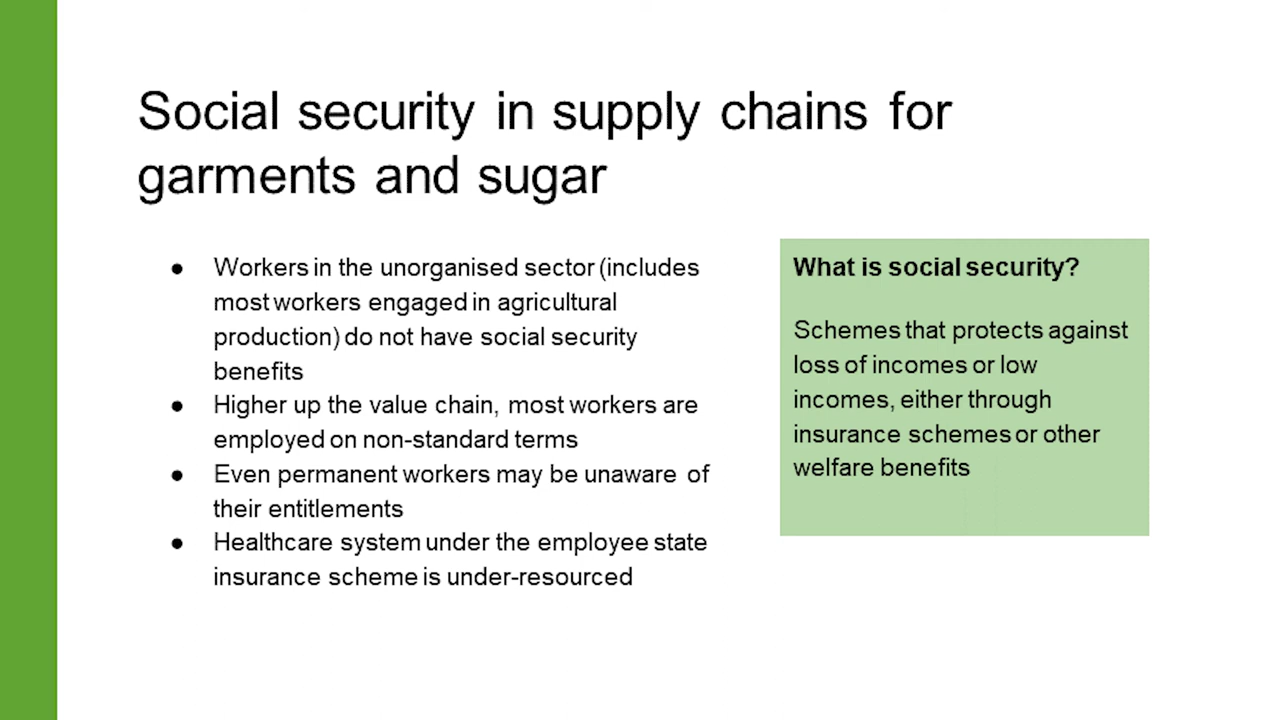 Social security in supply chains for
garments and sugar
● Workers in the unorganised sector (includes
most workers engaged in agricultural
production) do not have social security
benefits
● Higher up the value chain, most workers are
employed on non-standard terms
● Even permanent workers may be unaware of
their entitlements
● Healthcare system under the employee state
insurance scheme is under-resourced
What is social security?
Schemes that protects against
loss of incomes or low
incomes, either through
insurance schemes or other
welfare benefits